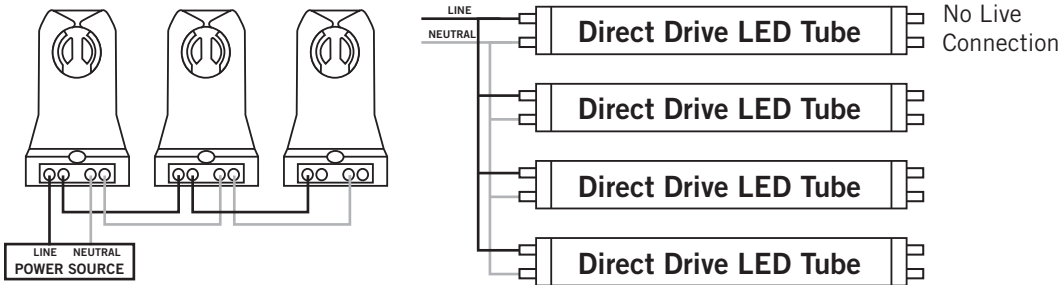 LINE NEUTRAL
POWER SOURCE
LINE
NEUTRAL
Direct Drive LED Tube
No Live
Connection
Direct Drive LED Tube
Direct Drive LED Tube
Direct Drive LED Tube